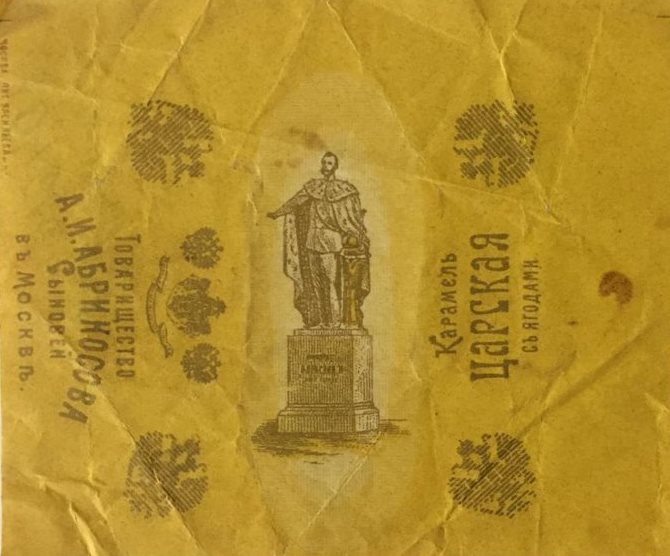 Товарищество
А.И. Абрикосова
Сыновей
въ Москвѣ.
Карамель
Царская
съ ягодами.